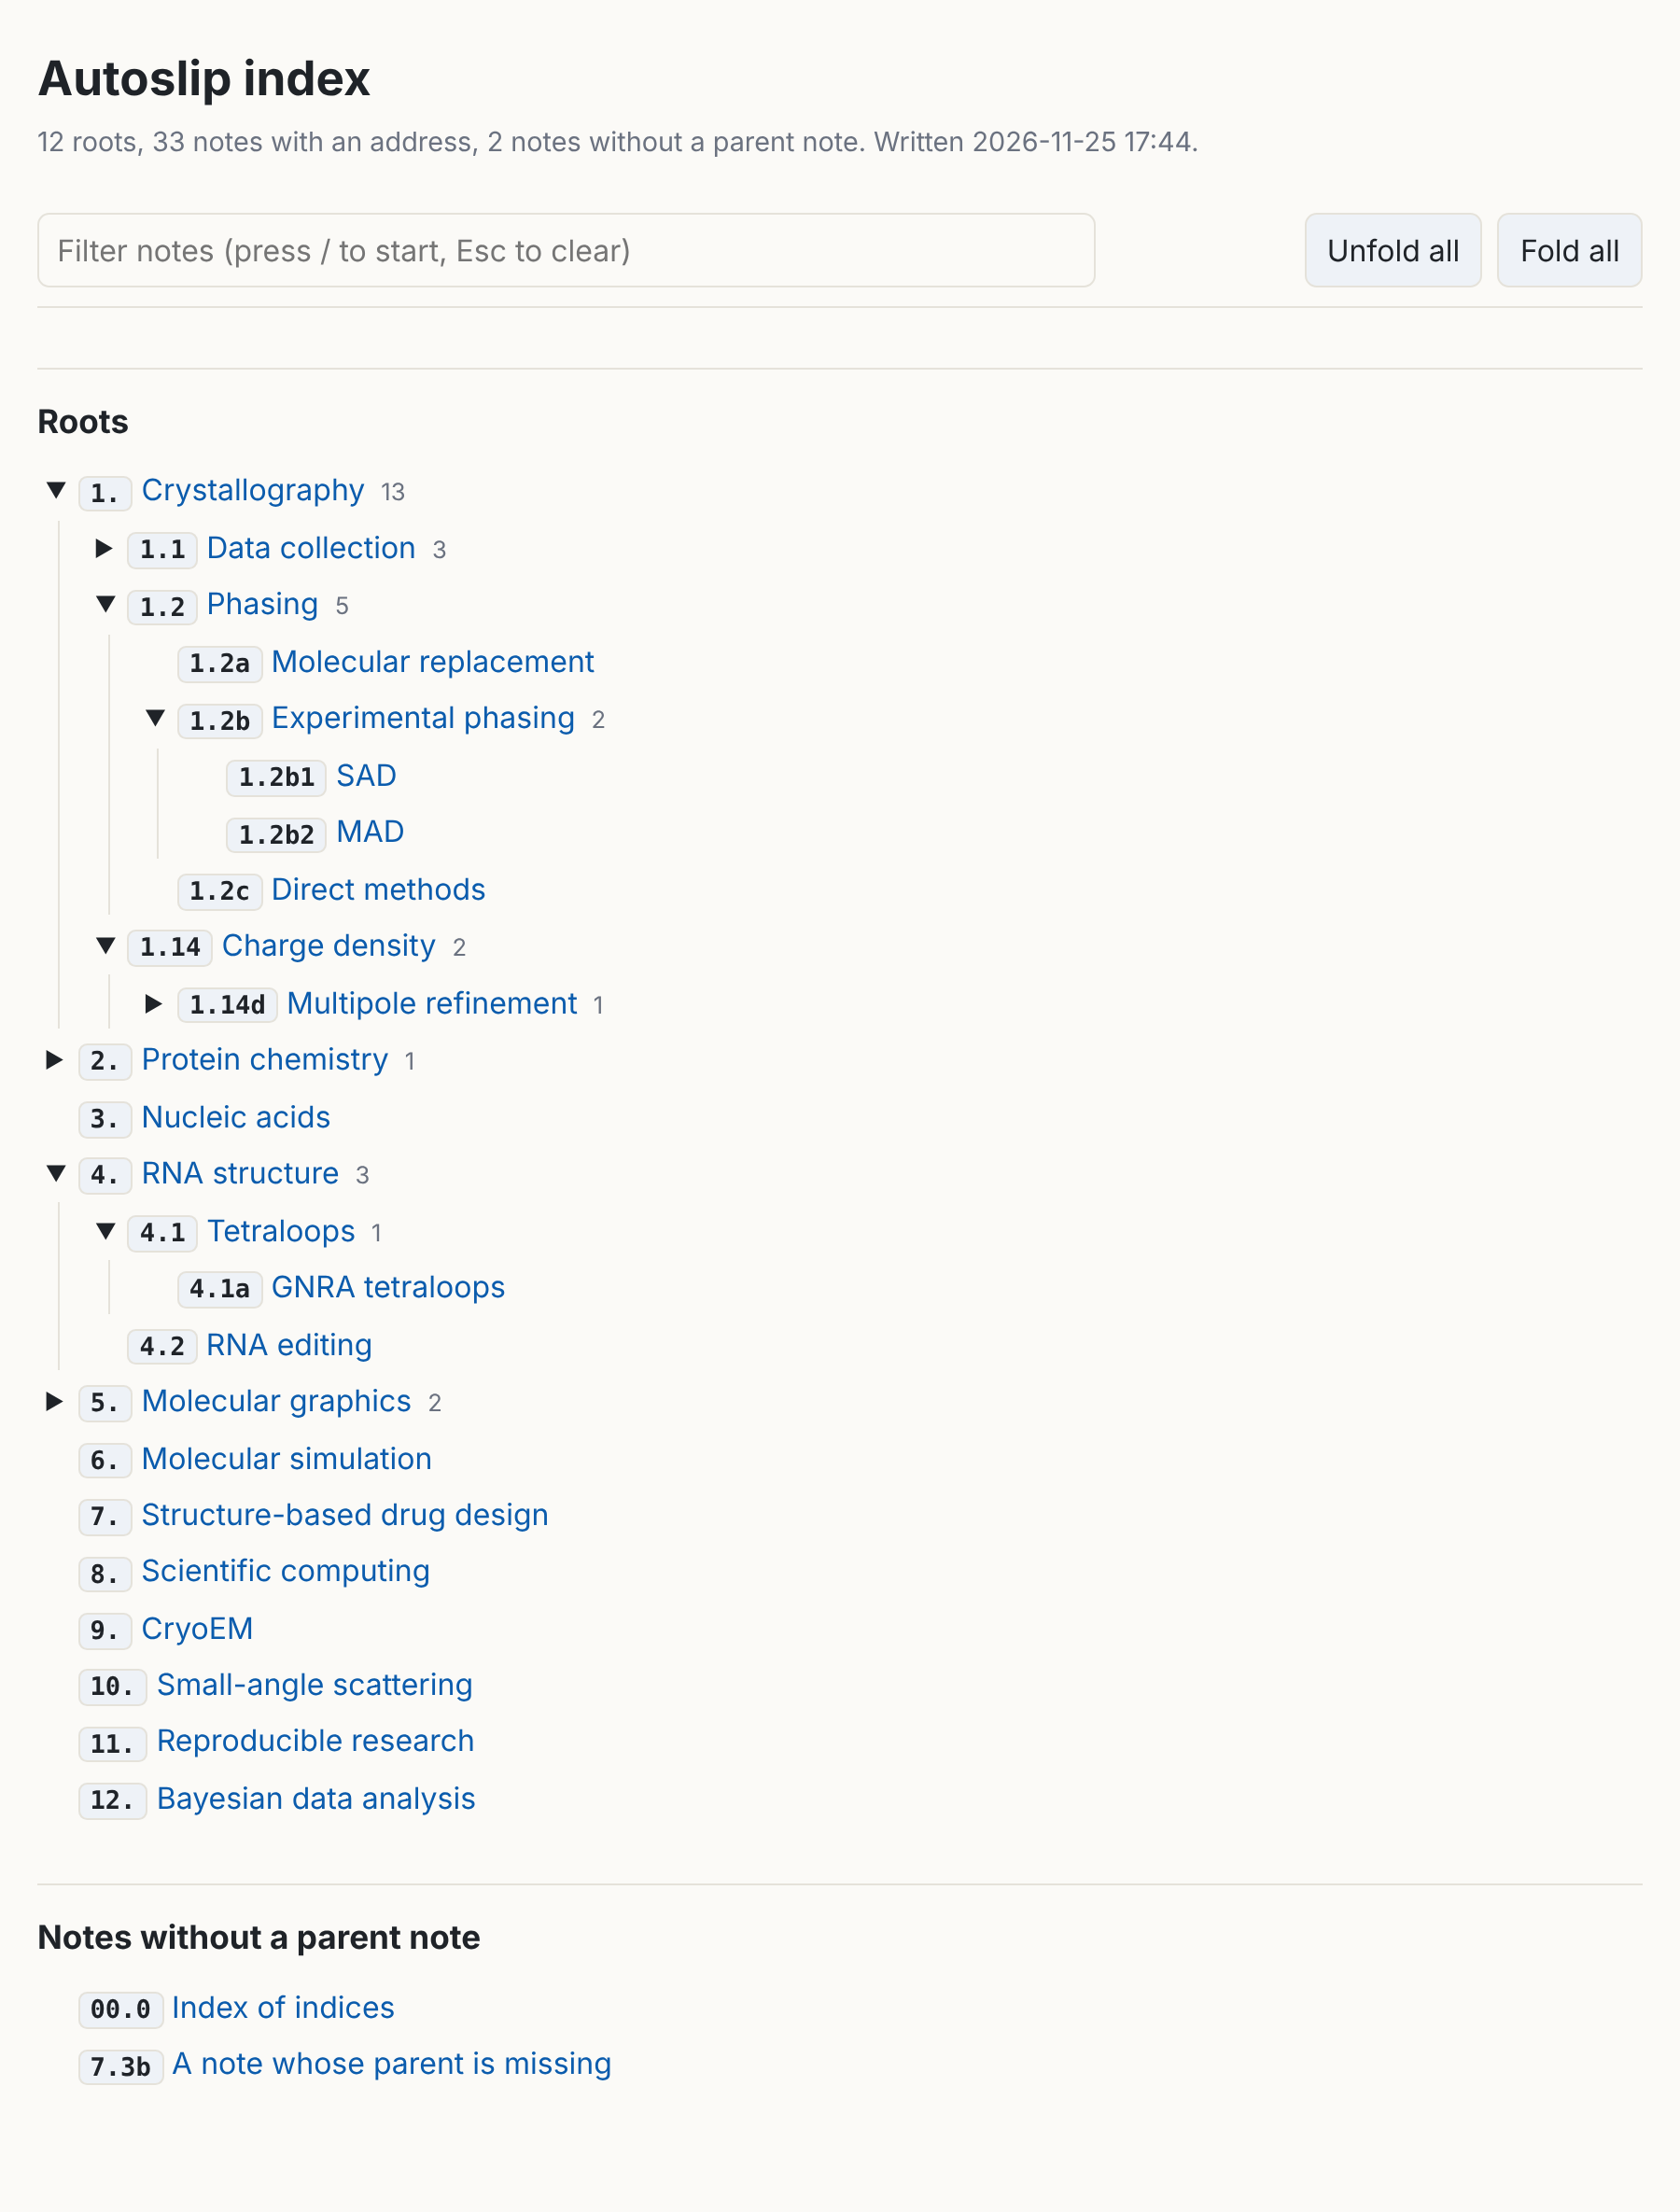 Autoslip index
12 roots, 33 notes with an address, 2 notes without a parent note. Written 2026-11-25 17:44.
Filter notes (press / to start, Esc to clear) Unfold all Fold all
Roots
1. Crystallography 13
1.1 Data collection 3
1.2 Phasing 5
1.2a Molecular replacement
1.2b Experimental phasing 2
1.2b1 SAD
1.2b2 MAD
1.2c Direct methods
1.14 Charge density 2
1.14d Multipole refinement 1
2. Protein chemistry 1
3. Nucleic acids
4. RNA structure 3
4.1 Tetraloops 1
4.1a GNRA tetraloops
4.2 RNA editing
5. Molecular graphics 2
6. Molecular simulation
7. Structure-based drug design
8. Scientific computing
9. CryoEM
10. Small-angle scattering
11. Reproducible research
12. Bayesian data analysis
Notes without a parent note
00.0 Index of indices
7.3b A note whose parent is missing